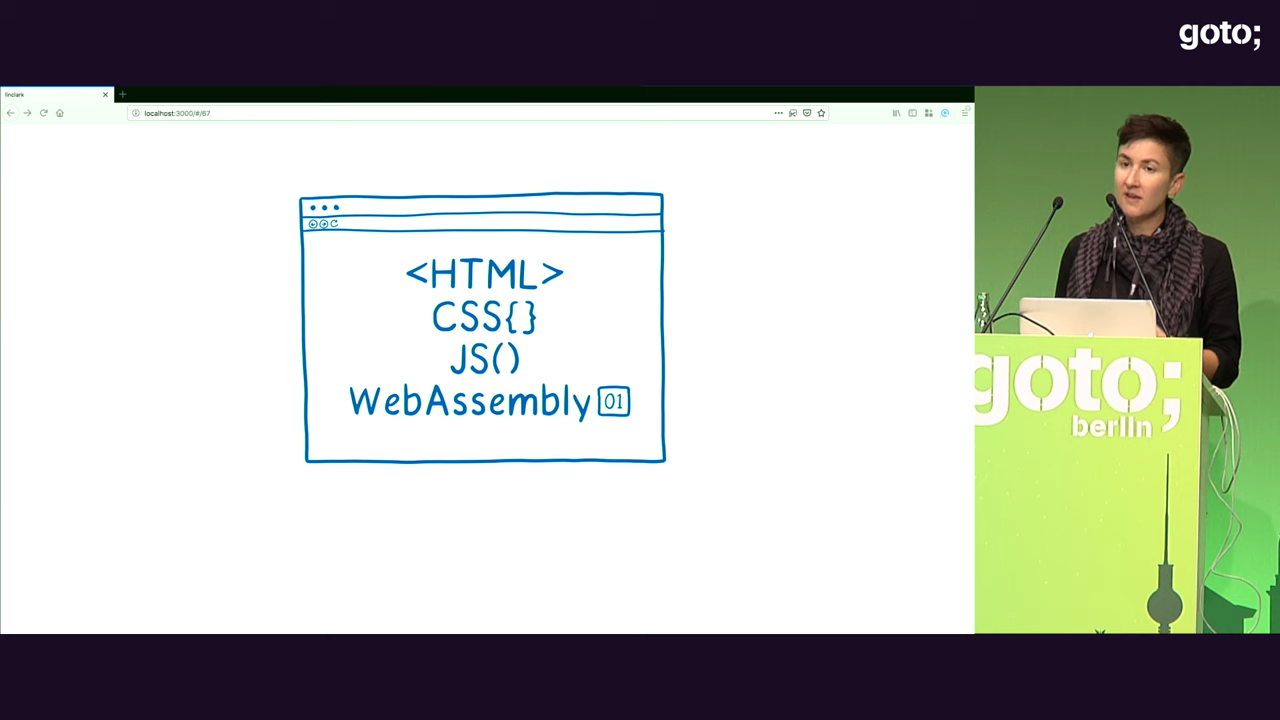 goto;
linclark
localhost:3000/#/67
<HTML>
CSS{}
JS()
WebAssembly 01
goto;
berlin